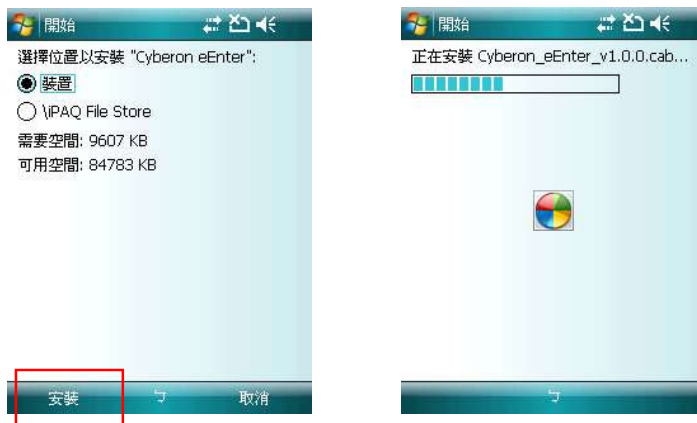 開始
選擇位置以安裝 "Cyberon eEnter":
裝置
\iPAQ File Store
需要空間: 9607 KB
可用空間: 84783 KB
安裝 ㄅ 取消
開始
正在安裝 Cyberon_eEnter_v1.0.0.cab...
ㄅ